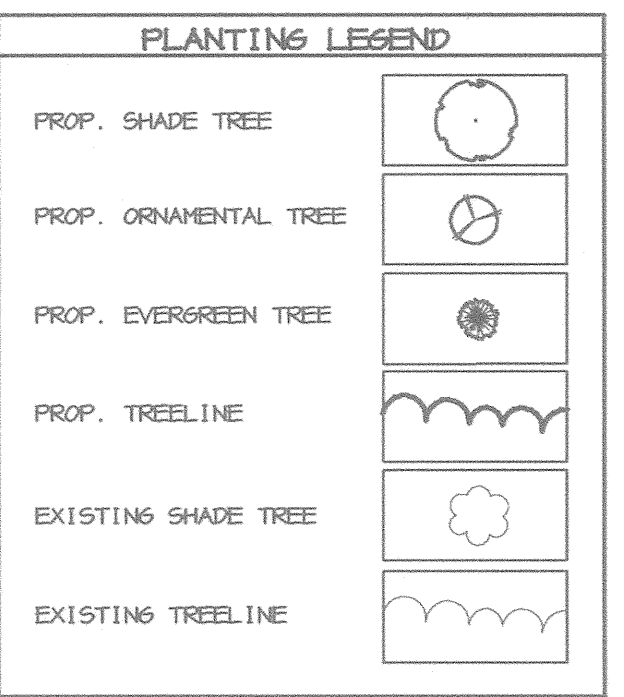 PLANTING LEGEND
PROP. SHADE TREE
PROP. ORNAMENTAL TREE
PROP. EVERGREEN TREE
PROP. TREELINE
EXISTING SHADE TREE
EXISTING TREELINE